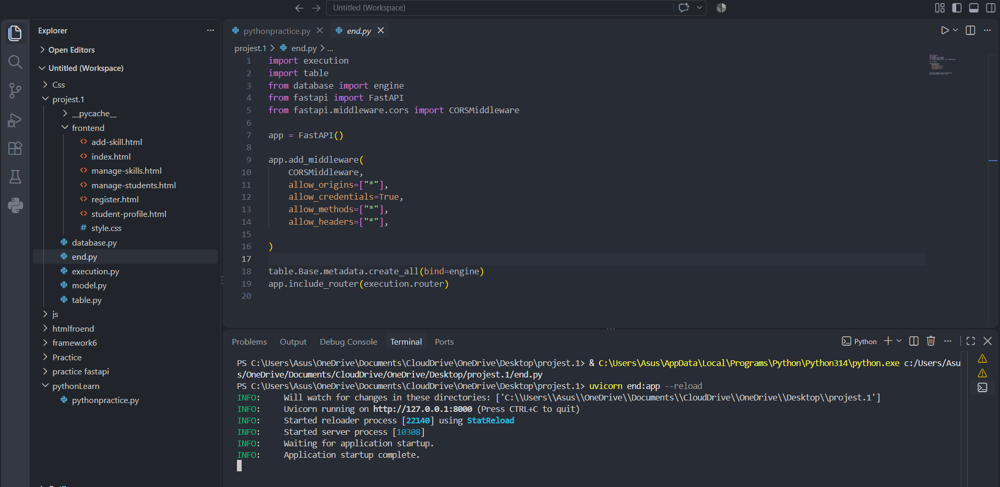 Untitled (Workspace)
Explorer
Open Editors
Untitled (Workspace)
Css
projest.1
__pycache__
frontend
add-skill.html
index.html
manage-skills.html
manage-students.html
register.html
student-profile.html
style.css
database.py
end.py
execution.py
model.py
table.py
js
htmlfroend
framework6
Practice
practice fastapi
pythonLearn
pythonpractice.py
pythonpractice.py
end.py
projest.1 > end.py > ...
1 import execution
2 import table
3 from database import engine
4 from fastapi import FastAPI
5 from fastapi.middleware.cors import CORSMiddleware
6
7 app = FastAPI()
8
9 app.add_middleware(
10 CORSMiddleware,
11 allow_origins=["*"],
12 allow_credentials=True,
13 allow_methods=["*"],
14 allow_headers=["*"],
15
16 )
17
18 table.Base.metadata.create_all(bind=engine)
19 app.include_router(execution.router)
20
Problems Output Debug Console Terminal Ports
Python
PS C:\Users\Asus\OneDrive\Documents\CloudDrive\OneDrive\Desktop\projest.1> & C:\Users\Asus\AppData\Local\Programs\Python\Python314\python.exe c:/Users/Asu
s/OneDrive/Documents/CloudDrive/OneDrive/Desktop/projest.1/end.py
PS C:\Users\Asus\OneDrive\Documents\CloudDrive\OneDrive\Desktop\projest.1> uvicorn end:app --reload
INFO: Will watch for changes in these directories: ['C:\\Users\\Asus\\OneDrive\\Documents\\CloudDrive\\OneDrive\\Desktop\\projest.1']
INFO: Uvicorn running on http://127.0.0.1:8000 (Press CTRL+C to quit)
INFO: Started reloader process [22140] using StatReload
INFO: Started server process [10308]
INFO: Waiting for application startup.
INFO: Application startup complete.